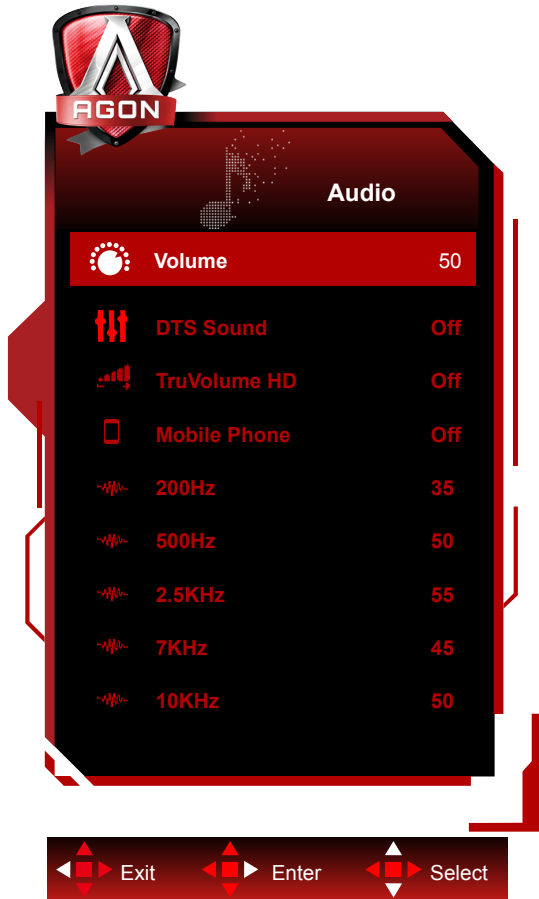 AGON
Audio
Volume 50
DTS Sound Off
TruVolume HD Off
Mobile Phone Off
200Hz 35
500Hz 50
2.5KHz 55
7KHz 45
10KHz 50
Exit Enter Select